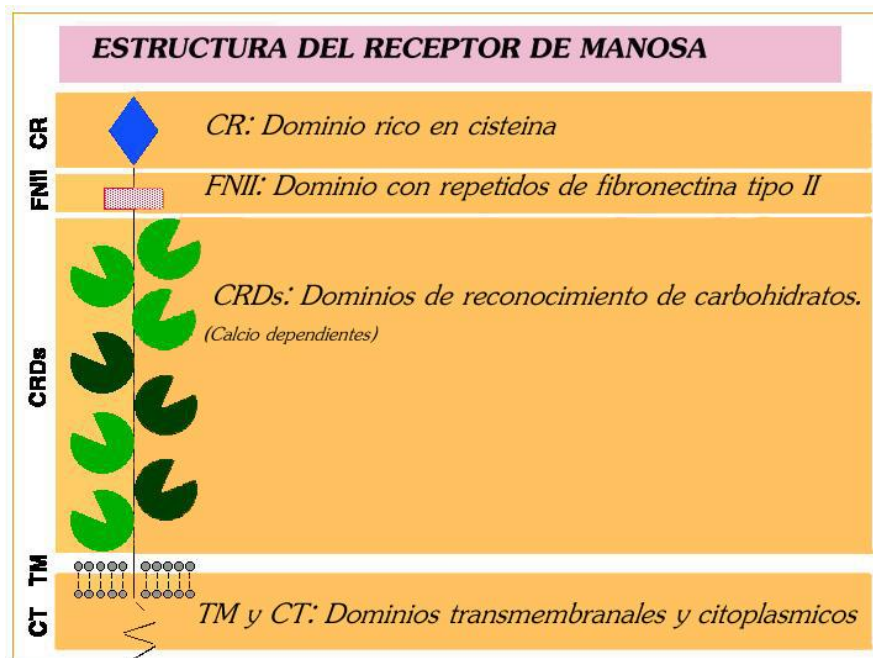 ESTRUCTURA DEL RECEPTOR DE MANOSA
CR
CR: Dominio rico en cisteina
FNII
FNII: Dominio con repetidos de fibronectina tipo II
CRDs
CRDs: Dominios de reconocimiento de carbohidratos.
(Calcio dependientes)
TM
CT
TM y CT: Dominios transmembranales y citoplasmicos